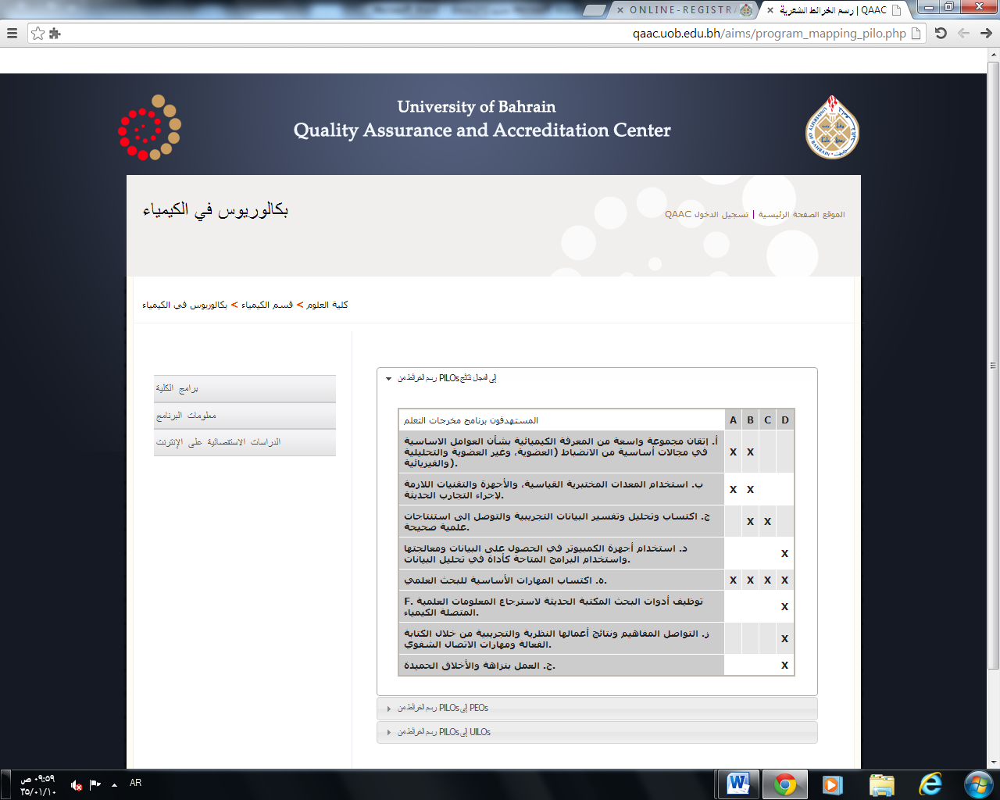 ONLINE-REGISTRA
QAAC | رسم الخرائط الشعرية
qaac.uob.edu.bh/aims/program_mapping_pilo.php
University of Bahrain
Quality Assurance and Accreditation Center
بكالوريوس في الكيمياء
الموقع الصفحة الرئيسية | تسجيل الدخول QAAC
كلية العلوم > قسم الكيمياء > بكالوريوس في الكيمياء
برامج الكلية
معلومات البرنامج
الدراسات الاستقصائية على الإنترنت
رسم الخرائط من PILOs إلى المجل نتائج
المستهدفون برنامج مخرجات التعلم A B C D
أ. إتقان مجموعة واسعة من المعرفة الكيميائية بشأن العوامل الاساسية
في مجالات أساسية من الانضباط (العضوية، وغير العضوية والتحليلية
والفيزيائية). X X
ب. استخدام المعدات المختبرية القياسية، والأجهزة والتقنيات اللازمة
لإجراء التجارب الحديثة. X X
ج. اكتساب وتحليل وتفسير البيانات التجريبية والتوصل إلى استنتاجات
علمية صحيحة. X X
د. استخدام أجهزة الكمبيوتر في الحصول على البيانات ومعالجتها
واستخدام البرامج المتاحة كأداة في تحليل البيانات. X
ه. اكتساب المهارات الأساسية للبحث العلمي. X X X X
F. توظيف أدوات البحث المكتبة الحديثة لاسترجاع المعلومات العلمية
المتصلة الكيمياء. X
ز. التواصل المفاهيم ونتائج أعمالها النظرية والتجريبية من خلال الكتابة
الفعالة ومهارات الاتصال الشفوي. X
ح. العمل بنزاهة والأخلاق الحميدة. X
رسم الخرائط من PILOs إلى PEOs
رسم الخرائط من PILOs إلى UILOs
٠٩:٥٩ ص
٣٥/٠١/١٠
AR